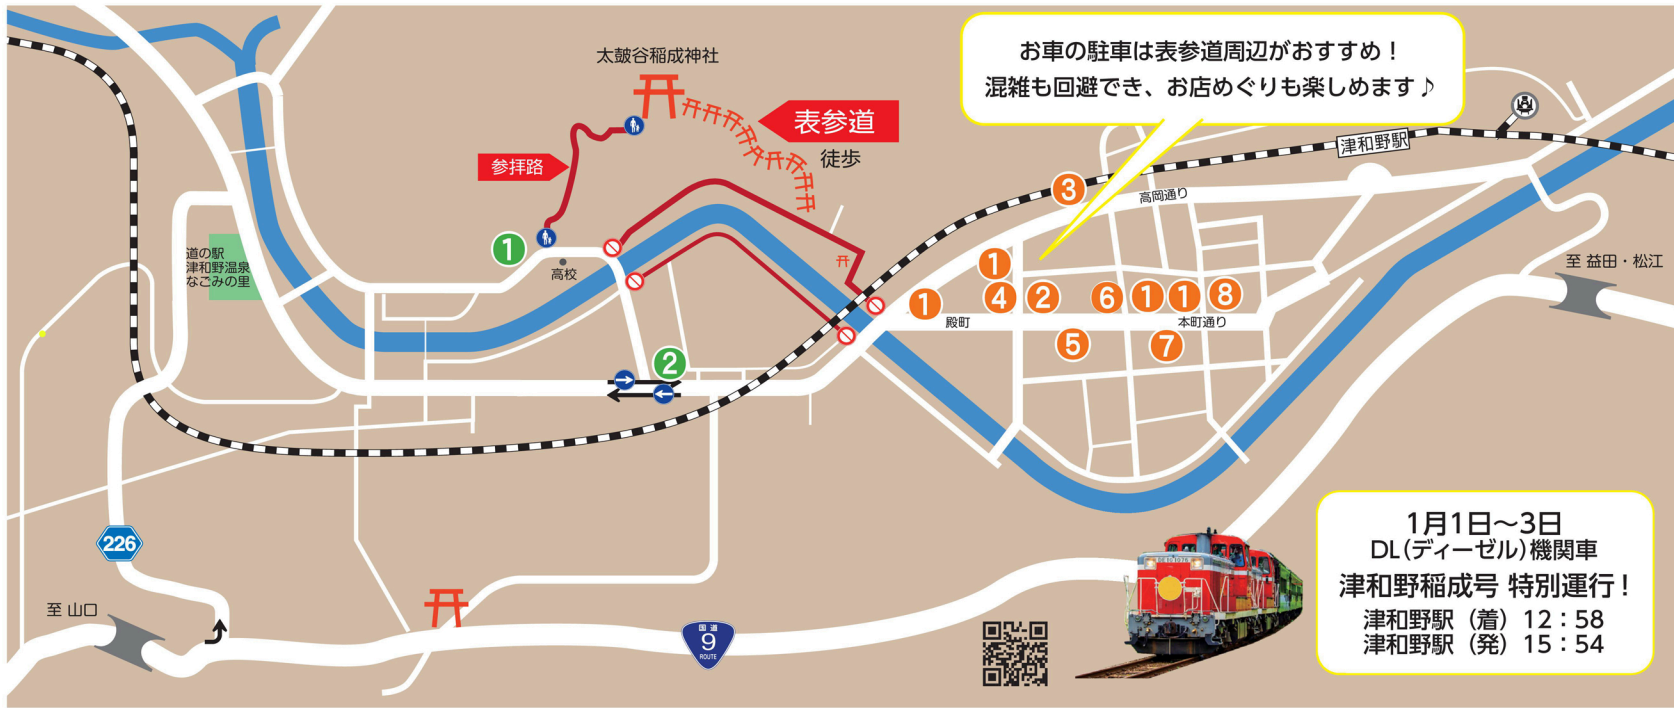 お車の駐車は表参道周辺がおすすめ！
混雑も回避でき、お店めぐりも楽しめます♪
太皷谷稲成神社
表参道
徒歩
参拝路
津和野駅
高岡通り
3
1
高校
道の駅
津和野温泉
なごみの里
至 益田・松江
1
1
4
2
6
1
1
8
殿町
本町通り
5
7
2
226
至 山口
国道
9
ROUTE
1月1日～3日
DL(ディーゼル)機関車
津和野稲成号 特別運行！
津和野駅（着）12：58
津和野駅（発）15：54